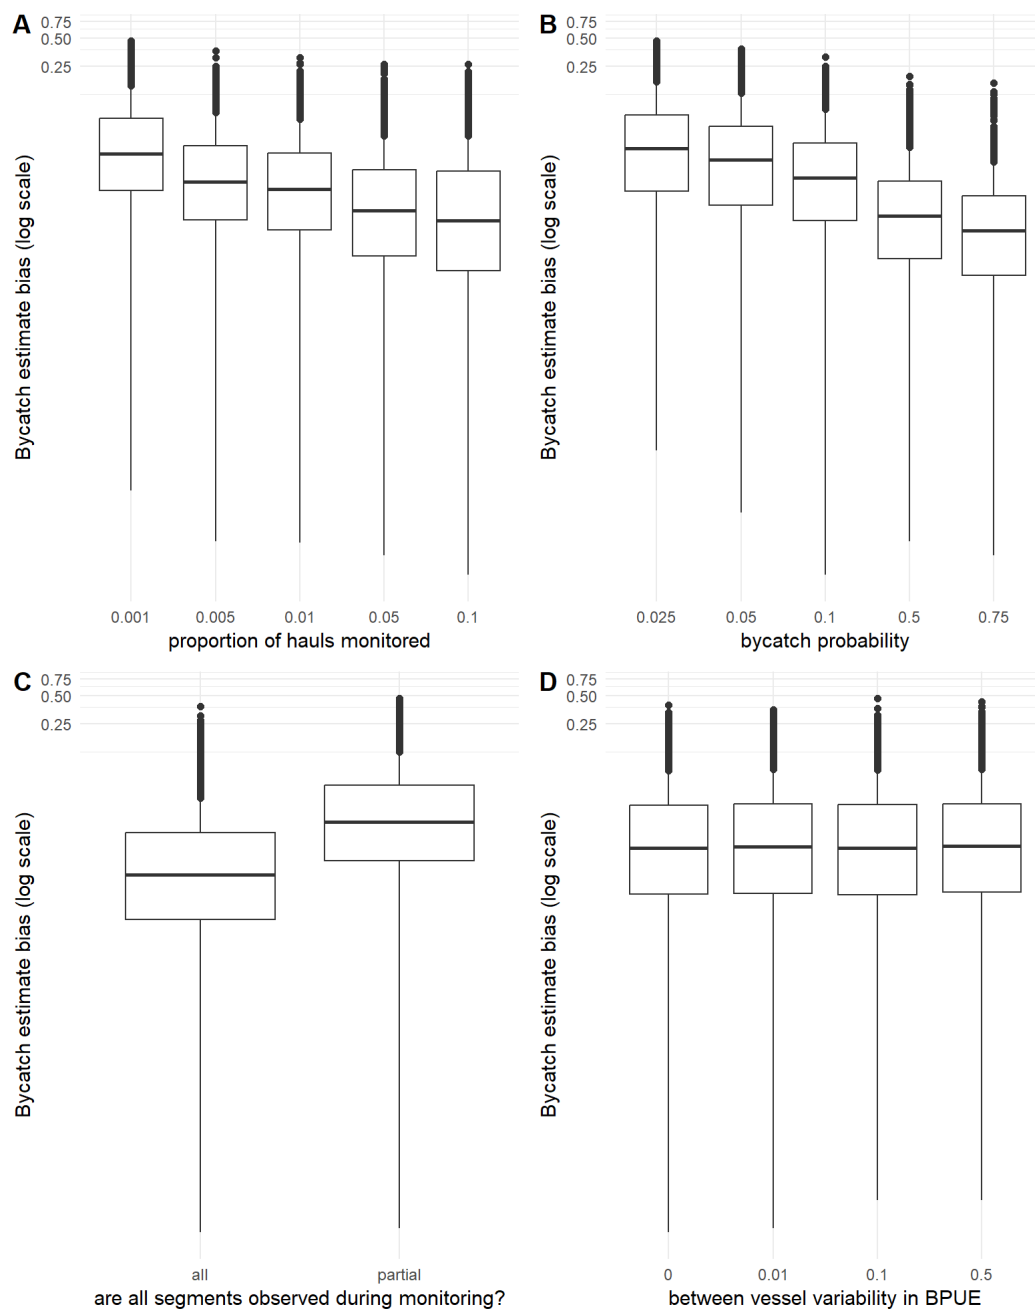 A
0.75
0.50
0.25
Bycatch estimate bias (log scale)
0.001 0.005 0.01 0.05 0.1
proportion of hauls monitored
B
0.75
0.50
0.25
Bycatch estimate bias (log scale)
0.025 0.05 0.1 0.5 0.75
bycatch probability
C
0.75
0.50
0.25
Bycatch estimate bias (log scale)
all partial
are all segments observed during monitoring?
D
0.75
0.50
0.25
Bycatch estimate bias (log scale)
0 0.01 0.1 0.5
between vessel variability in BPUE